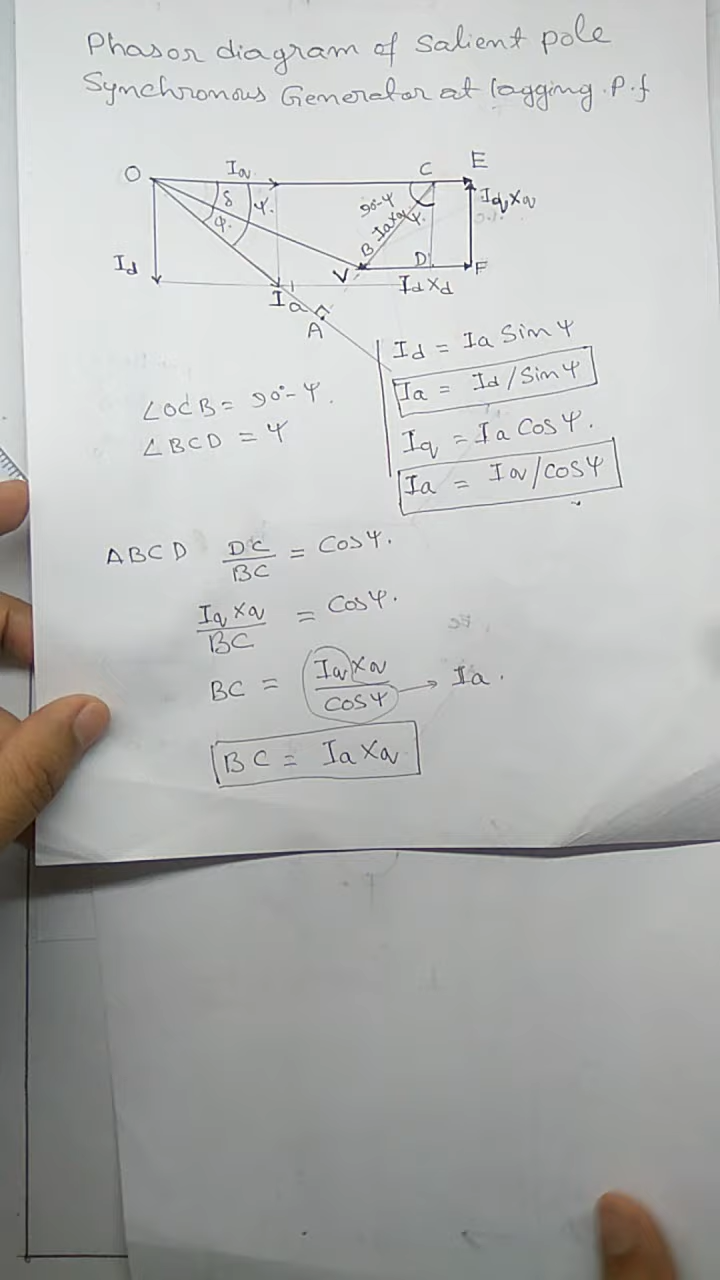 Phasor diagram of Salient pole
Synchronous Generator at lagging P.f
O Iq C E
δ ψ. 90°-ψ ψ. Iq Xq
φ. B Ia Xq
Id V D F
Ia Id Xd
A
Id = Ia Sin ψ
Ia = Id / Sin ψ
∠OCB = 90° - ψ.
∠BCD = ψ
Iq = Ia Cos ψ.
Ia = Iq / cos ψ
ABCD DC / BC = Cos ψ.
Iq Xq / BC = Cos ψ.
BC = Iq Xq / cos ψ → Ia.
BC = Ia Xq